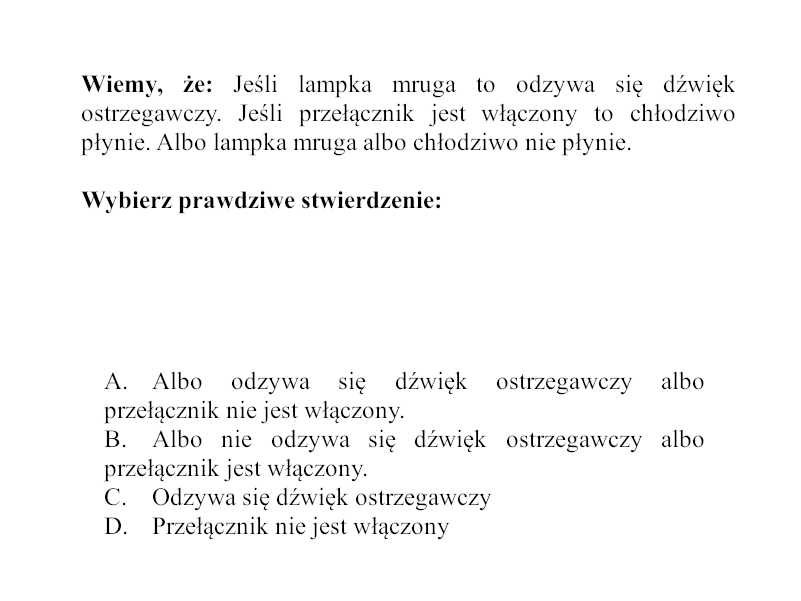 Wiemy, że: Jeśli lampka mruga to odzywa się dźwięk
ostrzegawczy. Jeśli przełącznik jest włączony to chłodziwo
płynie. Albo lampka mruga albo chłodziwo nie płynie.
Wybierz prawdziwe stwierdzenie:
A. Albo odzywa się dźwięk ostrzegawczy albo
przełącznik nie jest włączony.
B. Albo nie odzywa się dźwięk ostrzegawczy albo
przełącznik jest włączony.
C. Odzywa się dźwięk ostrzegawczy
D. Przełącznik nie jest włączony